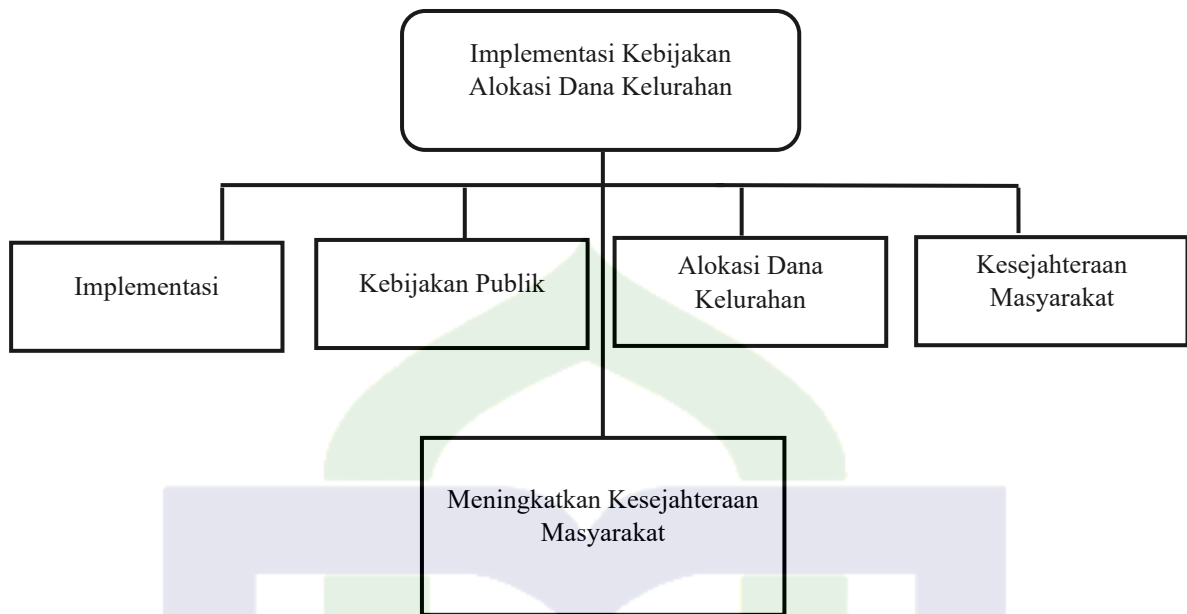 Implementasi Kebijakan
Alokasi Dana Kelurahan
Implementasi
Kebijakan Publik
Alokasi Dana
Kelurahan
Kesejahteraan
Masyarakat
Meningkatkan Kesejahteraan
Masyarakat